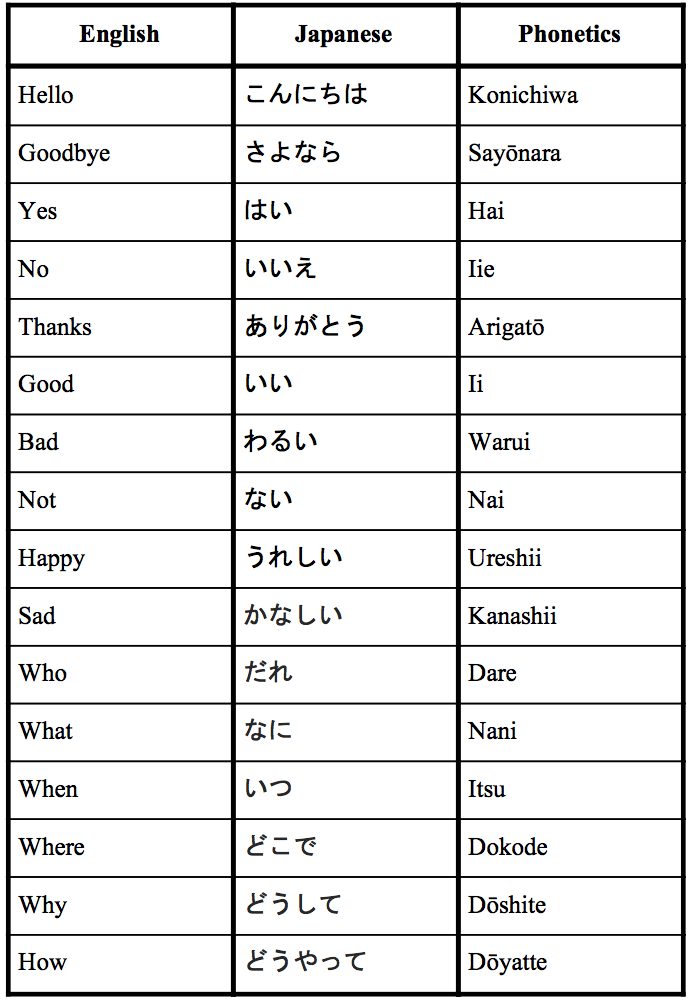 English Japanese Phonetics
Hello こんにちは Konichiwa
Goodbye さよなら Sayōnara
Yes はい Hai
No いいえ Iie
Thanks ありがとう Arigatō
Good いい Ii
Bad わるい Warui
Not ない Nai
Happy うれしい Ureshii
Sad かなしい Kanashii
Who だれ Dare
What なに Nani
When いつ Itsu
Where どこで Dokode
Why どうして Dōshite
How どうやって Dōyatte